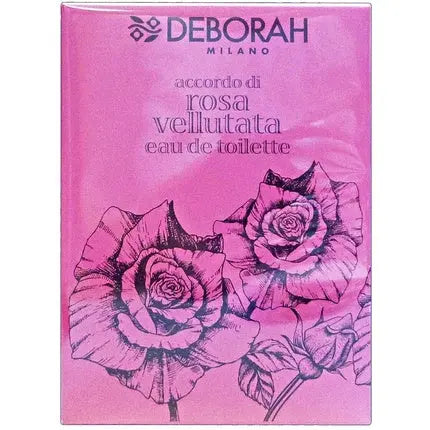 DEBORAH
MILANO
accordo di
rosa
vellutata
eau de toilette